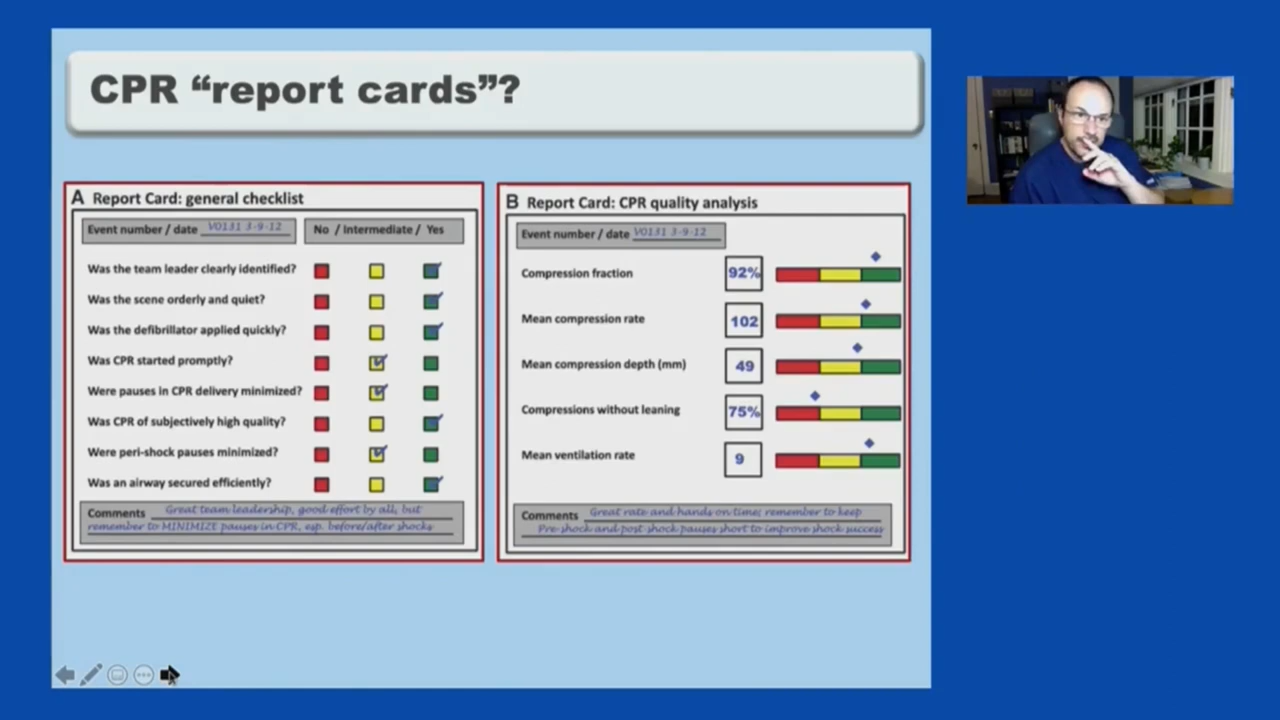 CPR “report cards”?
A Report Card: general checklist
Event number / date V0131 3-9-12
No / Intermediate / Yes
Was the team leader clearly identified?
Was the scene orderly and quiet?
Was the defibrillator applied quickly?
Was CPR started promptly?
Were pauses in CPR delivery minimized?
Was CPR of subjectively high quality?
Were peri-shock pauses minimized?
Was an airway secured efficiently?
Comments Great team leadership, good effort by all, but
remember to MINIMIZE pauses in CPR, esp. before/after shocks
B Report Card: CPR quality analysis
Event number / date V0131 3-9-12
Compression fraction 92%
Mean compression rate 102
Mean compression depth (mm) 49
Compressions without leaning 75%
Mean ventilation rate 9
Comments Great rate and hands on time; remember to keep
Pre shock and post shock pauses short to improve shock success